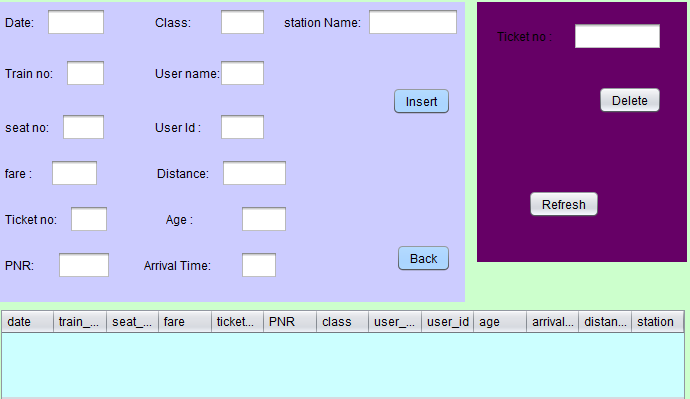 Date: Class: station Name:
Ticket no :
Train no: User name:
Insert Delete
seat no: User Id :
fare : Distance:
Refresh
Ticket no: Age :
PNR: Arrival Time: Back
date train_... seat_... fare ticket... PNR class user_... user_id age arrival... distan... station